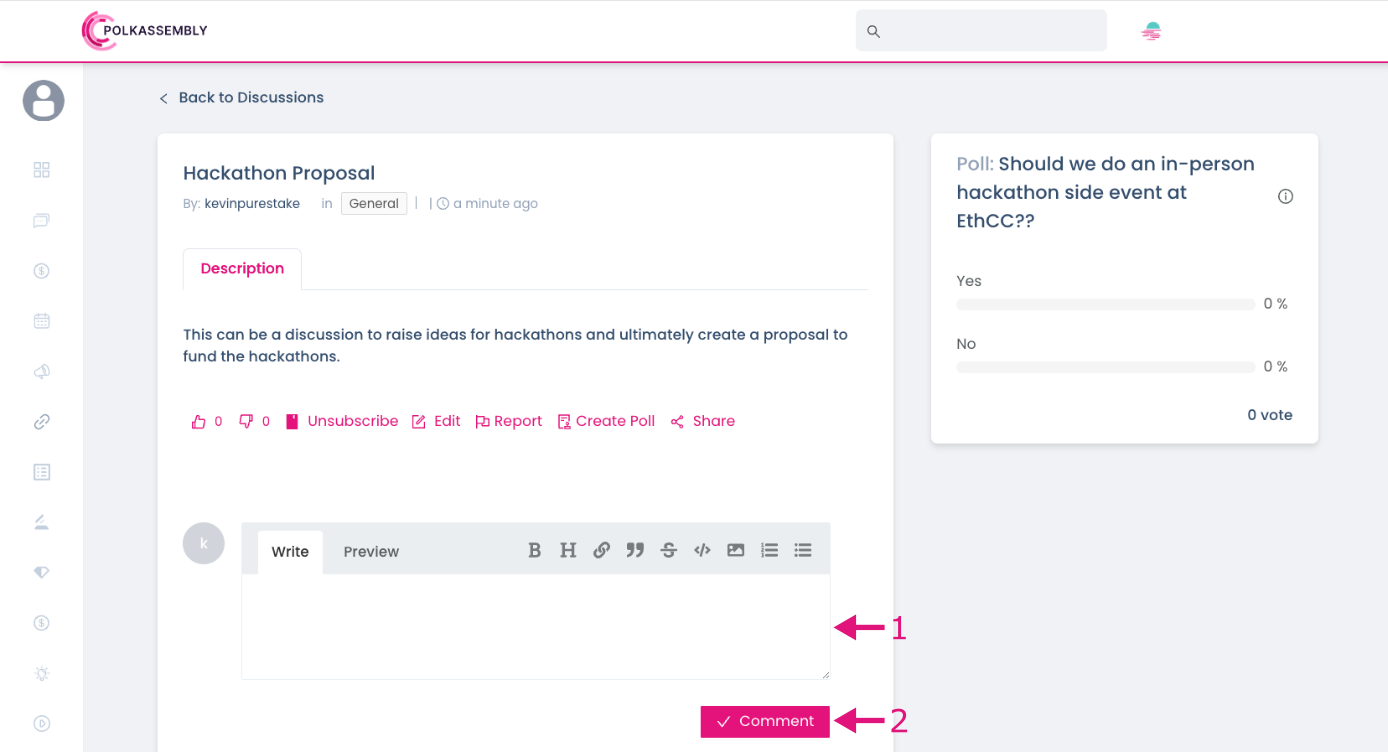 POLKASSEMBLY
Back to Discussions
Hackathon Proposal
By: kevinpurestake in General | | a minute ago
Description
This can be a discussion to raise ideas for hackathons and ultimately create a proposal to
fund the hackathons.
0 0 Unsubscribe Edit Report Create Poll Share
k
Write Preview B H
1
Comment
2
Poll: Should we do an in-person
hackathon side event at
EthCC??
Yes
0 %
No
0 %
0 vote